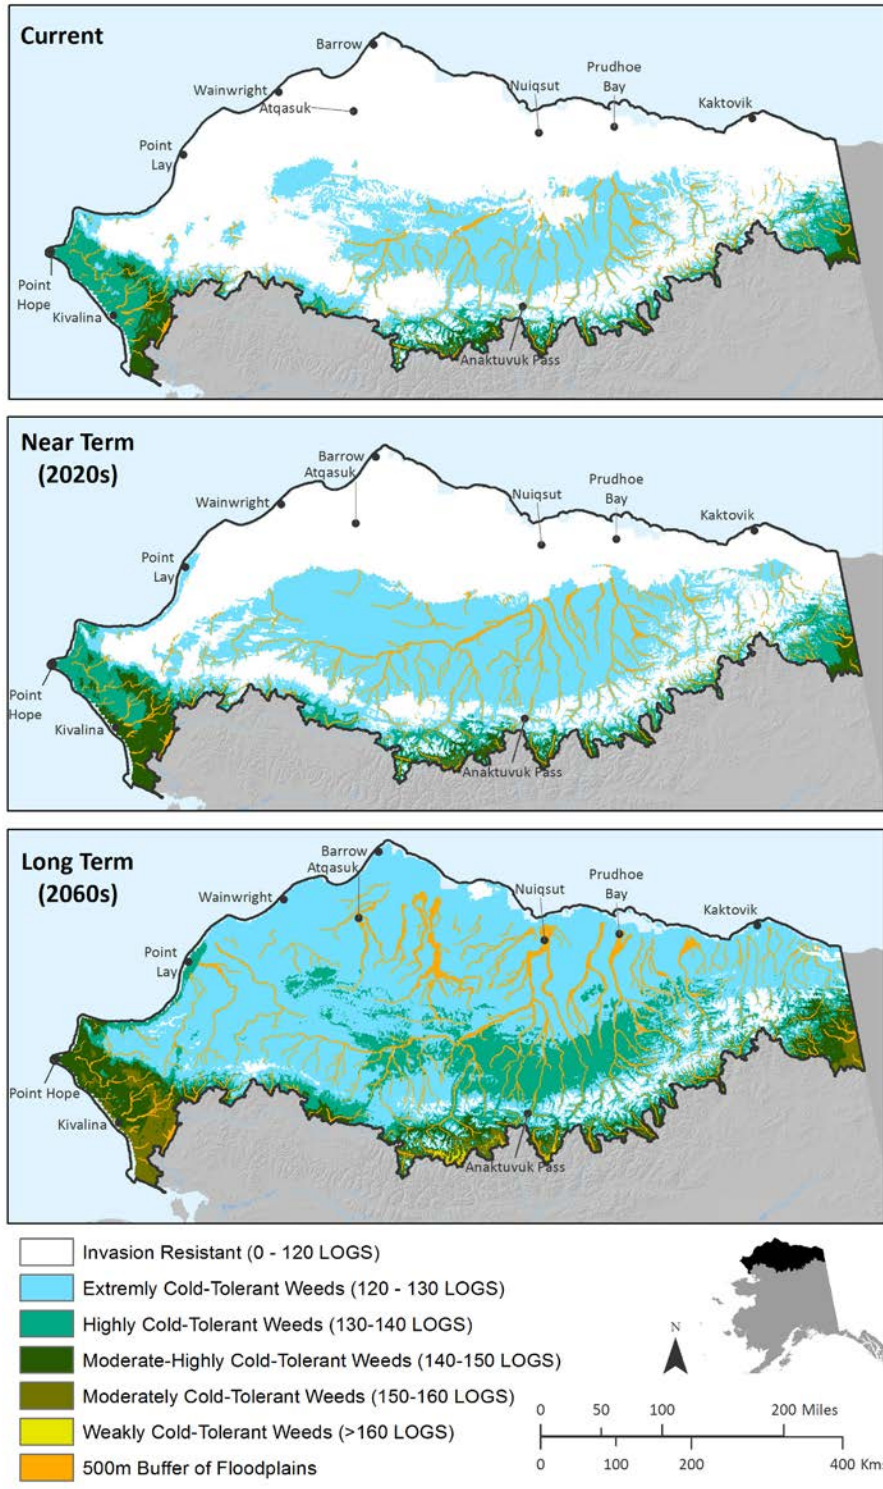 Current
Barrow
Wainwright
Atqasuk
Nuiqsut
Prudhoe
Bay
Kaktovik
Point
Lay
Point
Hope
Kivalina
Anaktuvuk Pass
Near Term
(2020s)
Barrow
Atqasuk
Wainwright
Nuiqsut
Prudhoe
Bay
Kaktovik
Point
Lay
Point
Hope
Kivalina
Anaktuvuk Pass
Long Term
(2060s)
Barrow
Atqasuk
Wainwright
Nuiqsut
Prudhoe
Bay
Kaktovik
Point
Lay
Point Hope
Kivalina
Anaktuvuk Pass
Invasion Resistant (0 - 120 LOGS)
Extremly Cold-Tolerant Weeds (120 - 130 LOGS)
Highly Cold-Tolerant Weeds (130-140 LOGS)
Moderate-Highly Cold-Tolerant Weeds (140-150 LOGS)
Moderately Cold-Tolerant Weeds (150-160 LOGS)
Weakly Cold-Tolerant Weeds (>160 LOGS)
500m Buffer of Floodplains
N
0 50 100 200 Miles
0 100 200 400 Kms